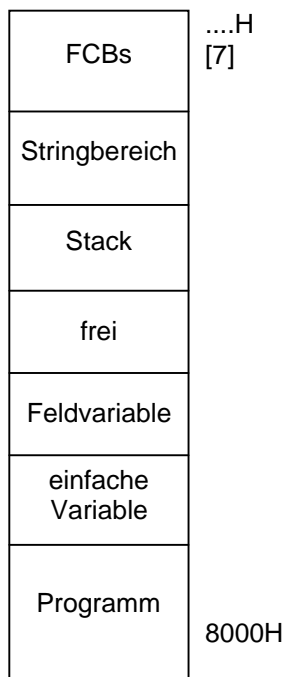 FCBs
....H
[7]
Stringbereich
Stack
frei
Feldvariable
einfache
Variable
Programm
8000H